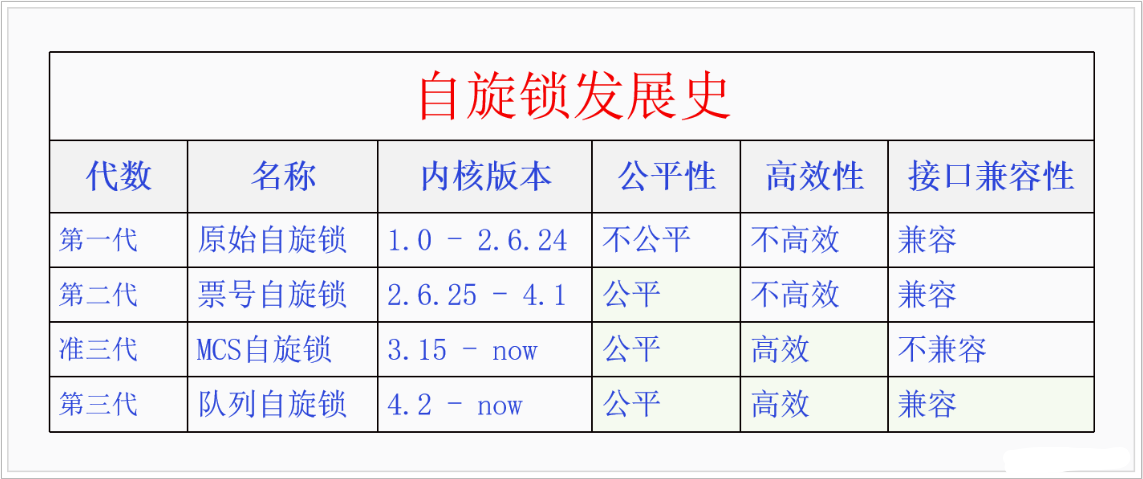 自旋锁发展史
代数 名称 内核版本 公平性 高效性 接口兼容性
第一代 原始自旋锁 1.0 - 2.6.24 不公平 不高效 兼容
第二代 票号自旋锁 2.6.25 - 4.1 公平 不高效 兼容
准三代 MCS自旋锁 3.15 - now 公平 高效 不兼容
第三代 队列自旋锁 4.2 - now 公平 高效 兼容